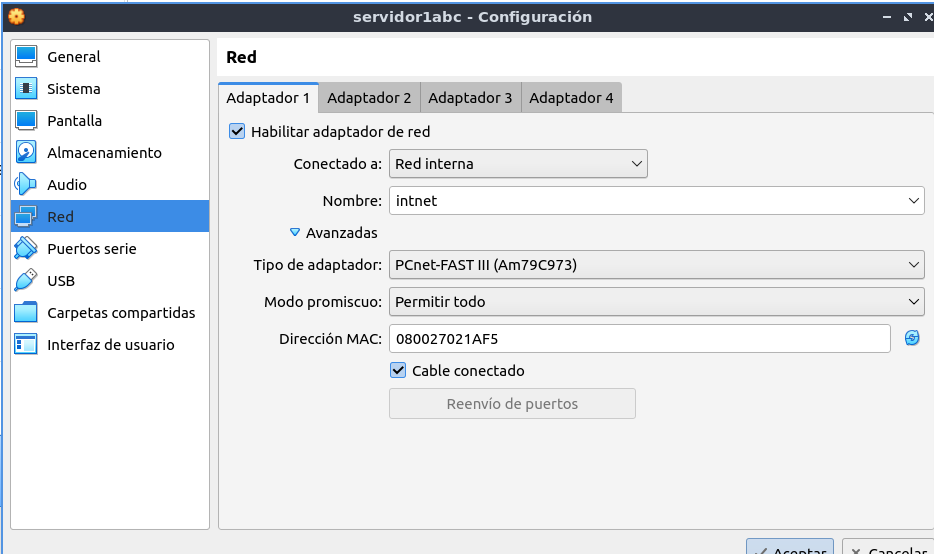 servidor1abc - Configuración
General
Sistema
Pantalla
Almacenamiento
Audio
Red
Puertos serie
USB
Carpetas compartidas
Interfaz de usuario
Red
Adaptador 1 Adaptador 2 Adaptador 3 Adaptador 4
Habilitar adaptador de red
Conectado a: Red interna
Nombre: intnet
Avanzadas
Tipo de adaptador: PCnet-FAST III (Am79C973)
Modo promiscuo: Permitir todo
Dirección MAC: 080027021AF5
Cable conectado
Reenvío de puertos
Aceptar Cancelar